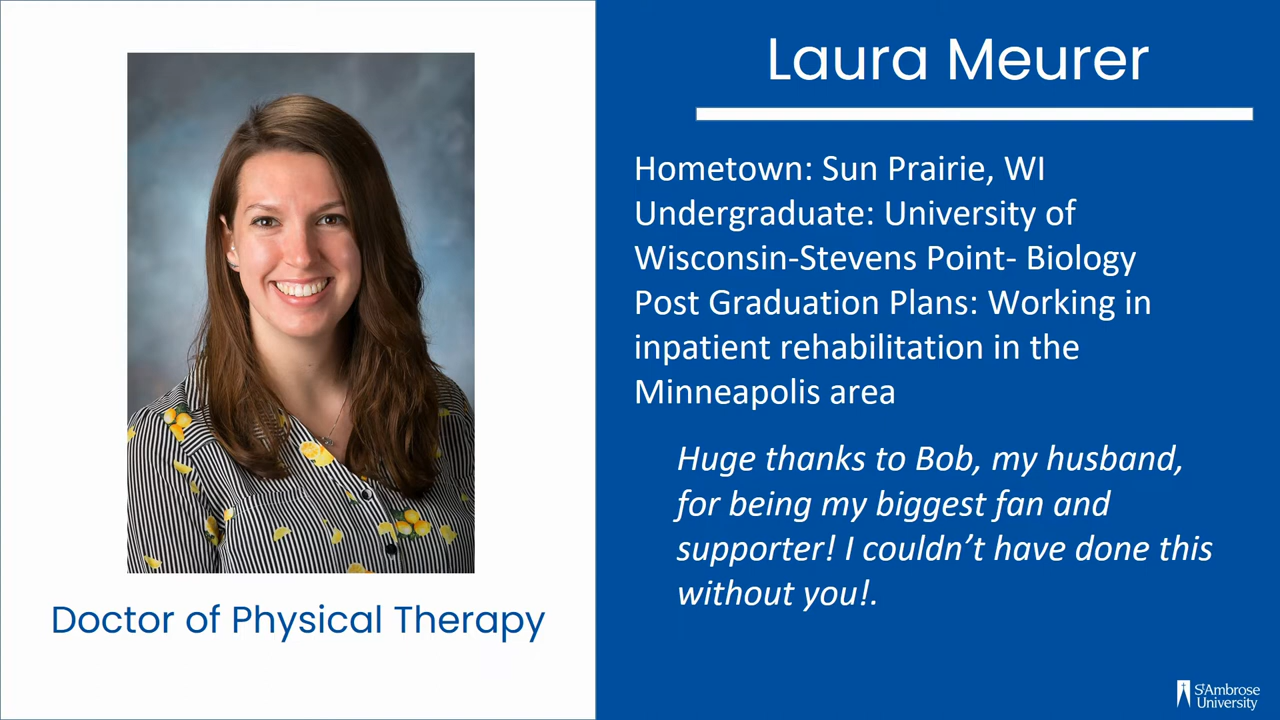 Laura Meurer
Hometown: Sun Prairie, WI
Undergraduate: University of
Wisconsin-Stevens Point- Biology
Post Graduation Plans: Working in
inpatient rehabilitation in the
Minneapolis area
Huge thanks to Bob, my husband,
for being my biggest fan and
supporter! I couldn’t have done this
without you!.
Doctor of Physical Therapy
St Ambrose
University